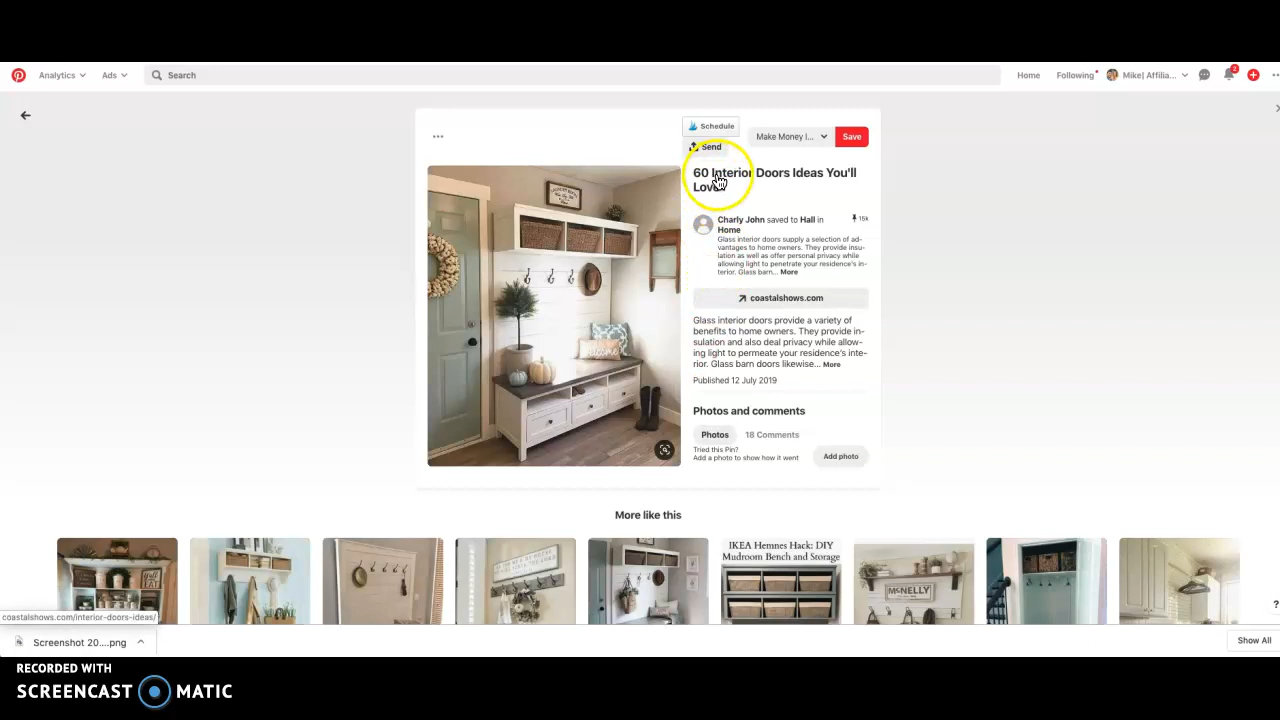 Analytics
Ads
Search
Home
Following
Mike| Affilia...
2
Schedule
Send
Make Money I...
Save
60 Interior Doors Ideas You'll
Love
Charly John saved to Hall in
Home
15k
Glass interior doors supply a selection of ad-
vantages to home owners. They provide insu-
lation as well as offer personal privacy while
allowing light to penetrate your residence's in-
terior. Glass barn... More
coastalshows.com
Glass interior doors provide a variety of
benefits to home owners. They provide in-
sulation and also deal privacy while allow-
ing light to permeate your residence's inte-
rior. Glass barn doors likewise... More
Published 12 July 2019
Photos and comments
Photos
18 Comments
Tried this Pin?
Add a photo to show how it went
Add photo
welcome
More like this
IKEA Hemnes Hack: DIY
Mudroom Bench and Storage
McNELLY
coastalshows.com/interior-doors-ideas/
?
Screenshot 20....png
Show All
RECORDED WITH
SCREENCAST MATIC